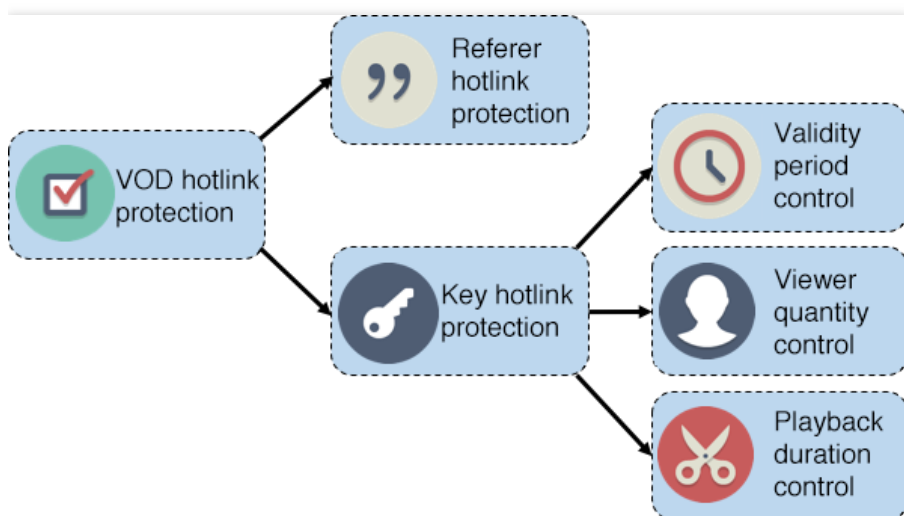 Referer
hotlink
protection
VOD hotlink
protection
Validity
period
control
Key hotlink
protection
Viewer
quantity
control
Playback
duration
control